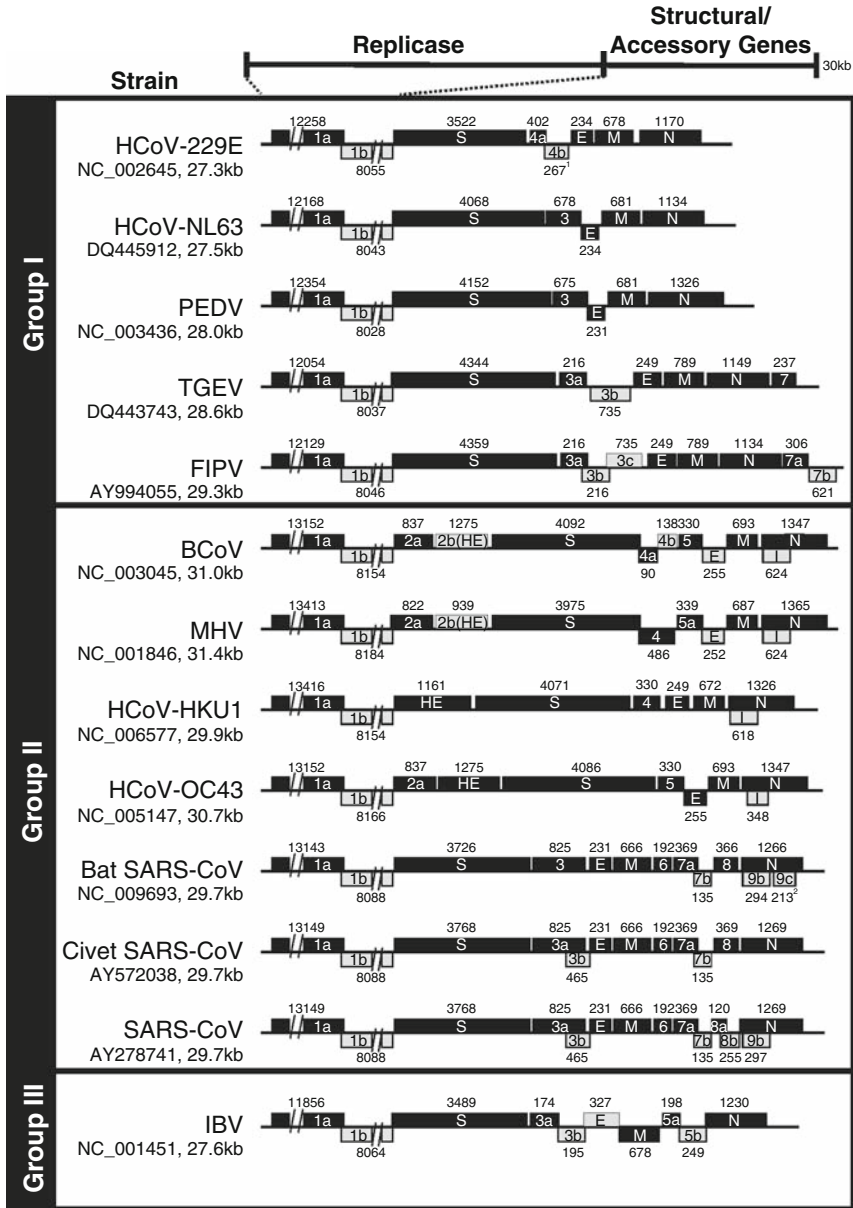 Structural/
Replicase Accessory Genes
30kb
Strain
Group I
12258 3522 402 234 678 1170
HCoV-229E 1a S 4a E M N
1b 4b
NC_002645, 27.3kb 8055 267¹
12168 4068 678 681 1134
HCoV-NL63 1a S 3 M N
1b E
DQ445912, 27.5kb 8043 234
12354 4152 675 681 1326
PEDV 1a S 3 M N
1b E
NC_003436, 28.0kb 8028 231
12054 4344 216 249 789 1149 237
TGEV 1a S 3a E M N 7
1b 3b
DQ443743, 28.6kb 8037 735
12129 4359 216 735 249 789 1134 306
FIPV 1a S 3a 3c E M N 7a
1b 3b 7b
AY994055, 29.3kb 8046 216 621
Group II
13152 837 1275 4092 138 330 693 1347
BCoV 1a 2a 2b(HE) S 4b 5 M N
1b 4a E I
NC_003045, 31.0kb 8154 90 255 624
13413 822 939 3975 339 687 1365
MHV 1a 2a 2b(HE) S 5a M N
1b 4 E I
NC_001846, 31.4kb 8184 486 252 624
13416 1161 4071 330 249 672 1326
HCoV-HKU1 1a HE S 4 E M N
1b I
NC_006577, 29.9kb 8154 618
13152 837 1275 4086 330 693 1347
HCoV-OC43 1a 2a HE S 5 M N
1b E I
NC_005147, 30.7kb 8166 255 348
13143 3726 825 231 666 192 369 366 1266
Bat SARS-CoV 1a S 3 E M 6 7a 8 N
1b 7b 9b 9c
NC_009693, 29.7kb 8088 135 294 213²
13149 3768 825 231 666 192 369 369 1269
Civet SARS-CoV 1a S 3a E M 6 7a 8 N
1b 3b 7b
AY572038, 29.7kb 8088 465 135
13149 3768 825 231 666 192 369 120 1269
SARS-CoV 1a S 3a E M 6 7a 8a N
1b 3b 7b 8b 9b
AY278741, 29.7kb 8088 465 135 255 297
Group III
11856 3489 174 327 198 1230
IBV 1a S 3a E 5a N
1b 3b M 5b
NC_001451, 27.6kb 8064 195 678 249